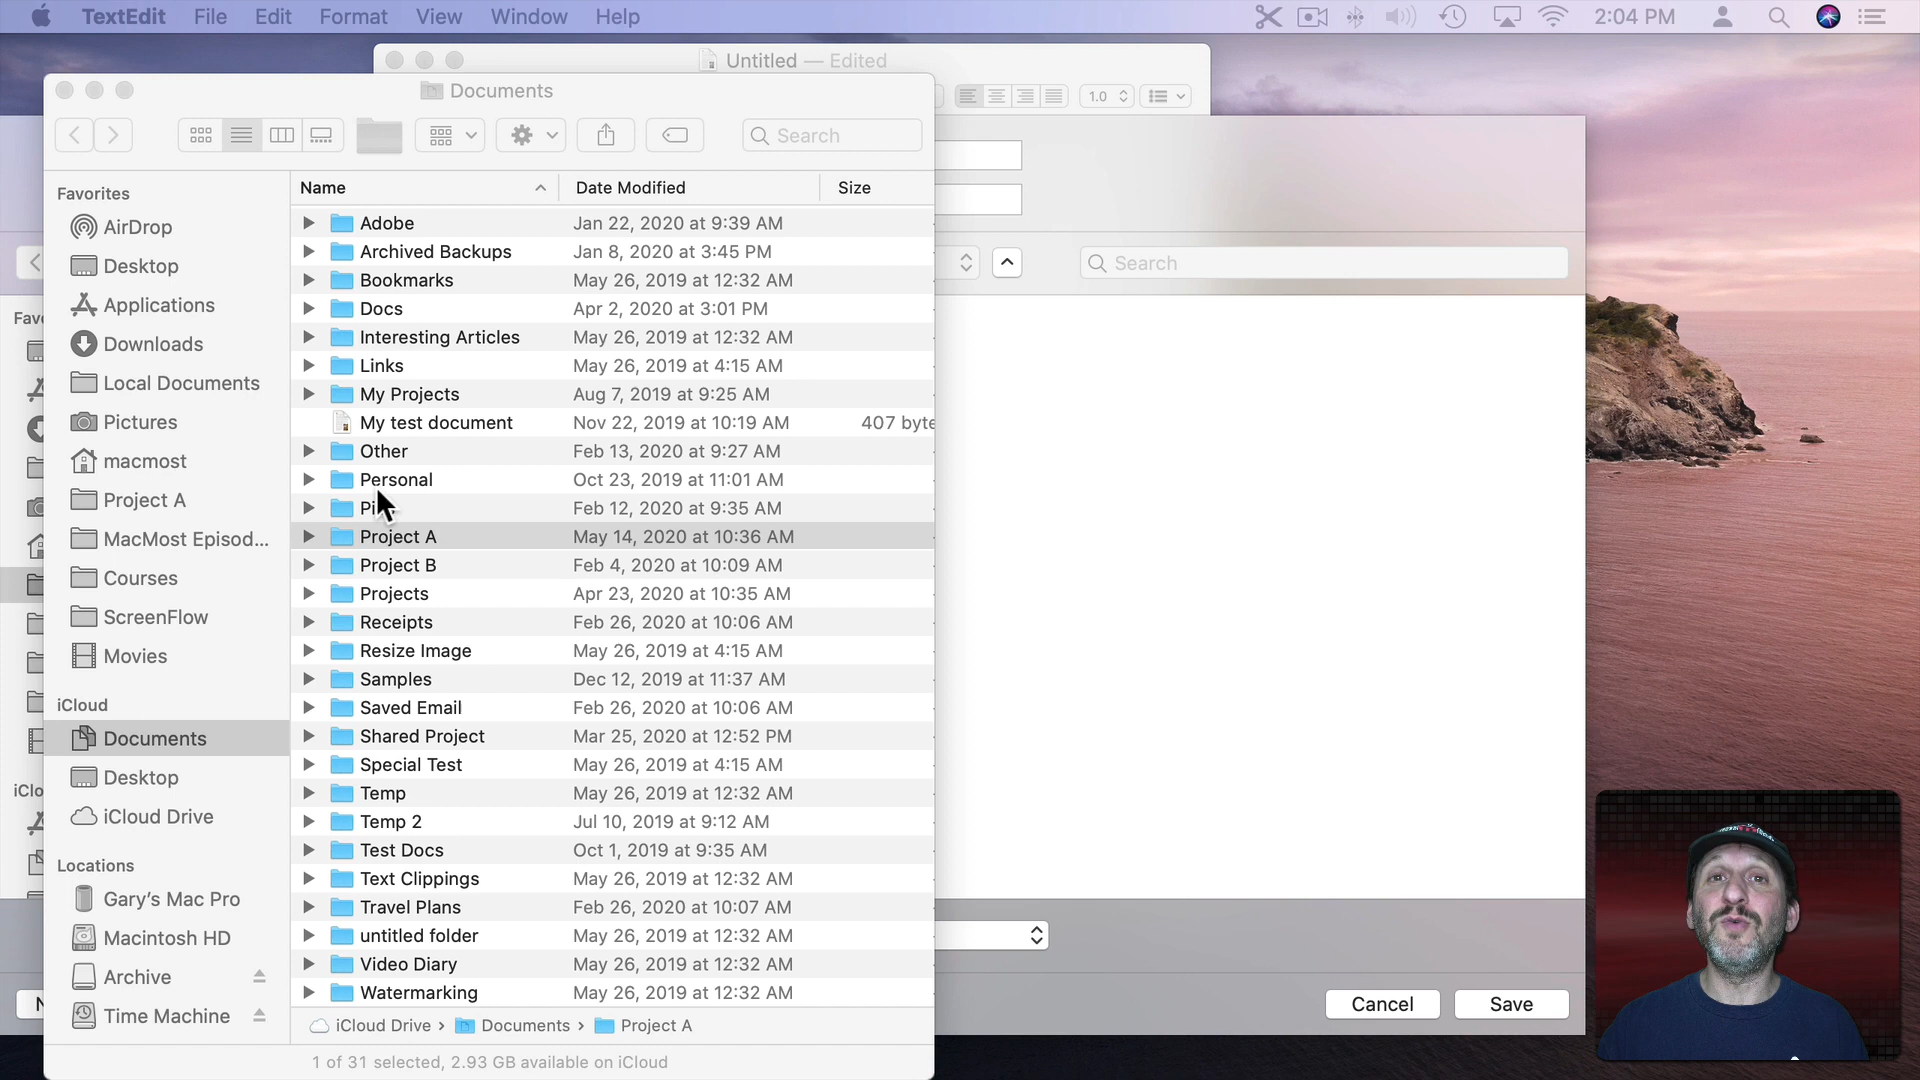 TextEdit File Edit Format View Window Help 2:04 PM
Untitled — Edited
Documents
1.0
Search
Favorites
AirDrop
Desktop
Applications
Downloads
Local Documents
Pictures
macmost
Project A
MacMost Episod...
Courses
ScreenFlow
Movies
iCloud
Documents
Desktop
iCloud Drive
Locations
Gary's Mac Pro
Macintosh HD
Archive
Time Machine
Name Date Modified Size
Adobe Jan 22, 2020 at 9:39 AM
Archived Backups Jan 8, 2020 at 3:45 PM
Bookmarks May 26, 2019 at 12:32 AM
Docs Apr 2, 2020 at 3:01 PM
Interesting Articles May 26, 2019 at 12:32 AM
Links May 26, 2019 at 4:15 AM
My Projects Aug 7, 2019 at 9:25 AM
My test document Nov 22, 2019 at 10:19 AM 407 byte
Other Feb 13, 2020 at 9:27 AM
Personal Oct 23, 2019 at 11:01 AM
Feb 12, 2020 at 9:35 AM
Project A May 14, 2020 at 10:36 AM
Project B Feb 4, 2020 at 10:09 AM
Projects Apr 23, 2020 at 10:35 AM
Receipts Feb 26, 2020 at 10:06 AM
Resize Image May 26, 2019 at 4:15 AM
Samples Dec 12, 2019 at 11:37 AM
Saved Email Feb 26, 2020 at 10:06 AM
Shared Project Mar 25, 2020 at 12:52 PM
Special Test May 26, 2019 at 4:15 AM
Temp May 26, 2019 at 12:32 AM
Temp 2 Jul 10, 2019 at 9:12 AM
Test Docs Oct 1, 2019 at 9:35 AM
Text Clippings May 26, 2019 at 12:32 AM
Travel Plans Feb 26, 2020 at 10:07 AM
untitled folder May 26, 2019 at 12:32 AM
Video Diary May 26, 2019 at 12:32 AM
Watermarking May 26, 2019 at 12:32 AM
iCloud Drive › Documents › Project A
1 of 31 selected, 2.93 GB available on iCloud
Search
Cancel Save